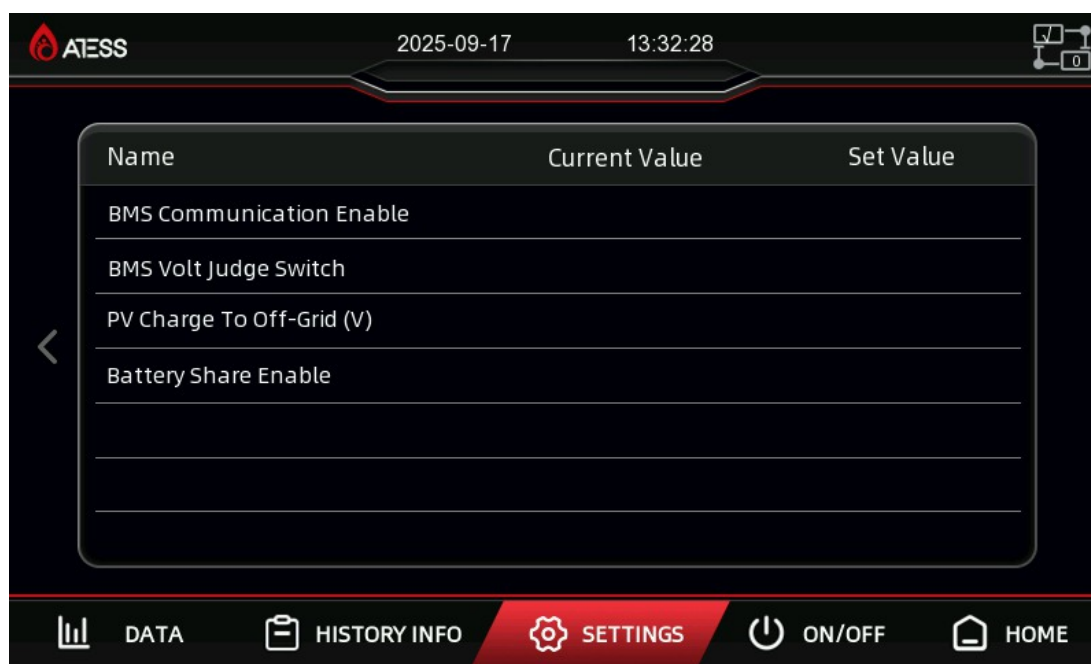 ATESS 2025-09-17 13:32:28
√
0
Name Current Value Set Value
BMS Communication Enable
BMS Volt Judge Switch
PV Charge To Off-Grid (V)
Battery Share Enable
DATA HISTORY INFO SETTINGS ON/OFF HOME